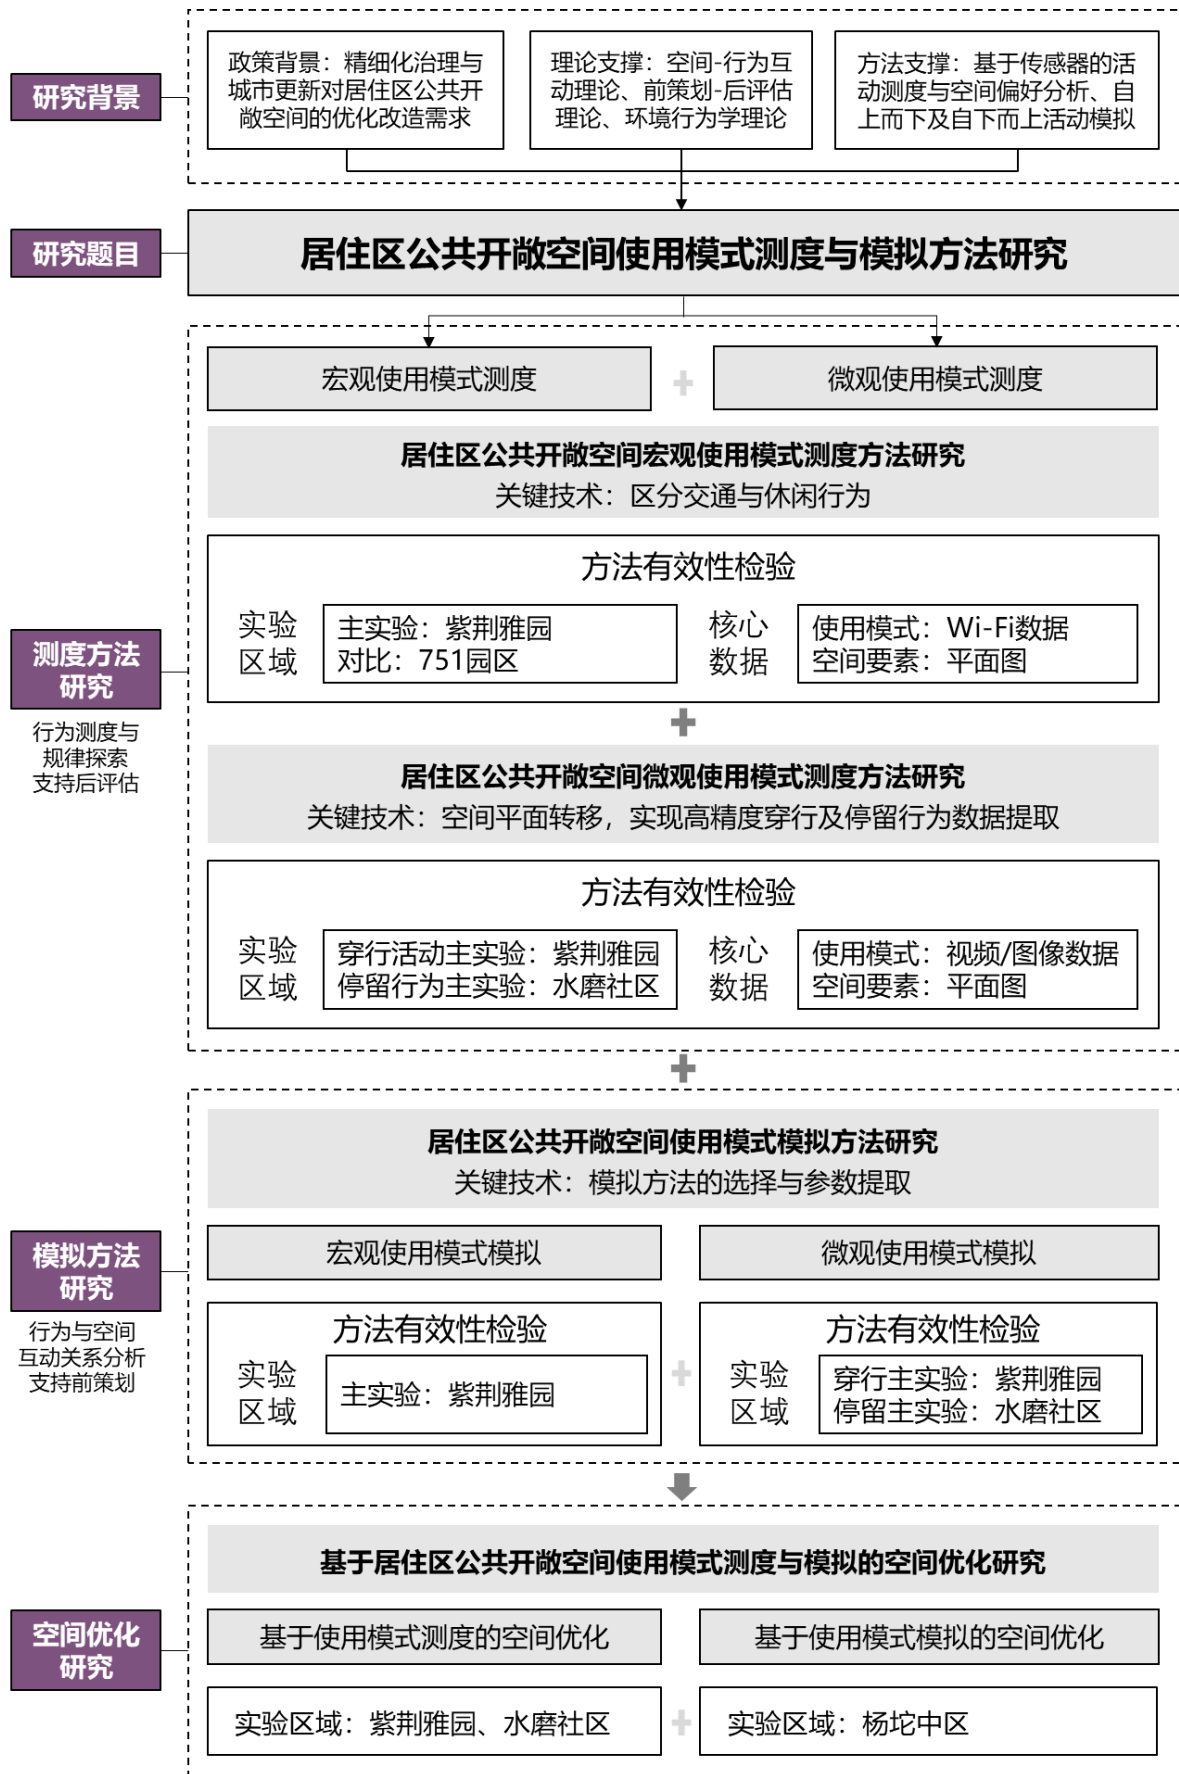 研究背景
政策背景：精细化治理与
城市更新对居住区公共开
敞空间的优化改造需求
理论支撑：空间-行为互
动理论、前策划-后评估
理论、环境行为学理论
方法支撑：基于传感器的活
动测度与空间偏好分析、自
上而下及自下而上活动模拟
研究题目
居住区公共开敞空间使用模式测度与模拟方法研究
宏观使用模式测度
微观使用模式测度
居住区公共开敞空间宏观使用模式测度方法研究
关键技术：区分交通与休闲行为
方法有效性检验
实验
区域
主实验：紫荆雅园
对比：751园区
核心
数据
使用模式：Wi-Fi数据
空间要素：平面图
测度方法
研究
行为测度与
规律探索
支持后评估
居住区公共开敞空间微观使用模式测度方法研究
关键技术：空间平面转移，实现高精度穿行及停留行为数据提取
方法有效性检验
实验
区域
穿行活动主实验：紫荆雅园
停留行为主实验：水磨社区
核心
数据
使用模式：视频/图像数据
空间要素：平面图
居住区公共开敞空间使用模式模拟方法研究
关键技术：模拟方法的选择与参数提取
模拟方法
研究
行为与空间
互动关系分析
支持前策划
宏观使用模式模拟
微观使用模式模拟
方法有效性检验
实验
区域
主实验：紫荆雅园
方法有效性检验
实验
区域
穿行主实验：紫荆雅园
停留主实验：水磨社区
基于居住区公共开敞空间使用模式测度与模拟的空间优化研究
空间优化
研究
基于使用模式测度的空间优化
基于使用模式模拟的空间优化
实验区域：紫荆雅园、水磨社区
实验区域：杨坨中区